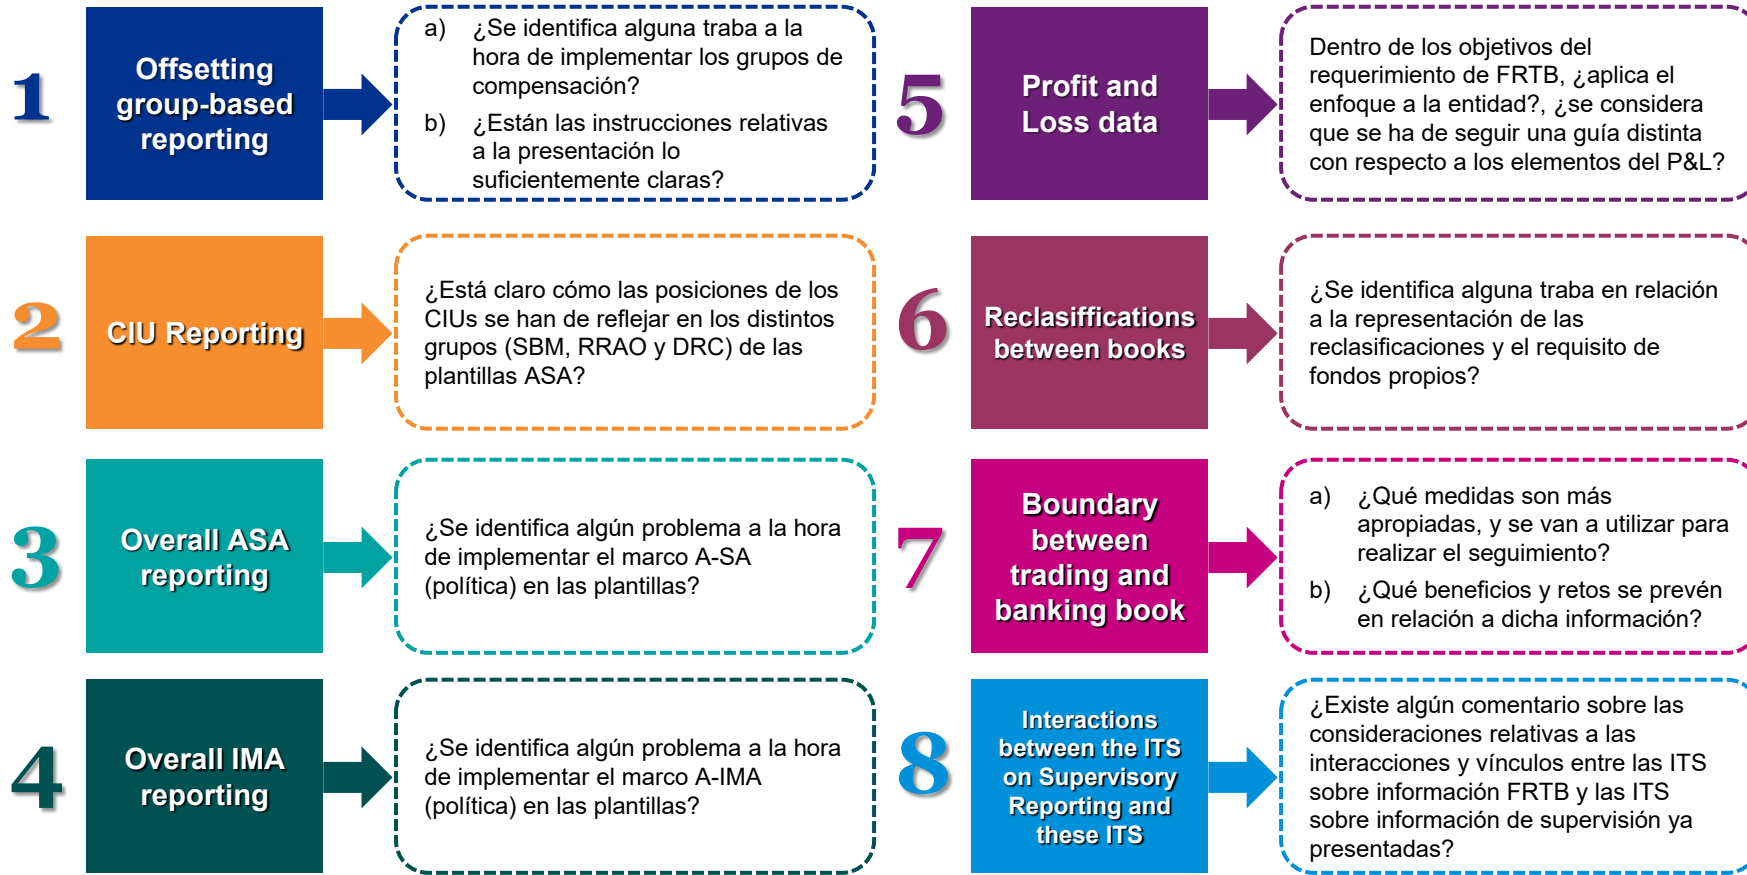 1
Offsetting
group-based
reporting
a) ¿Se identifica alguna traba a la
hora de implementar los grupos de
compensación?
b) ¿Están las instrucciones relativas
a la presentación lo
suficientemente claras?
2
CIU Reporting
¿Está claro cómo las posiciones de los
CIUs se han de reflejar en los distintos
grupos (SBM, RRAO y DRC) de las
plantillas ASA?
3
Overall ASA
reporting
¿Se identifica algún problema a la hora
de implementar el marco A-SA
(política) en las plantillas?
4
Overall IMA
reporting
¿Se identifica algún problema a la hora
de implementar el marco A-IMA
(política) en las plantillas?
5
Profit and
Loss data
Dentro de los objetivos del
requerimiento de FRTB, ¿aplica el
enfoque a la entidad?, ¿se considera
que se ha de seguir una guía distinta
con respecto a los elementos del P&L?
6
Reclasiffications
between books
¿Se identifica alguna traba en relación
a la representación de las
reclasificaciones y el requisito de
fondos propios?
7
Boundary
between
trading and
banking book
a) ¿Qué medidas son más
apropiadas, y se van a utilizar para
realizar el seguimiento?
b) ¿Qué beneficios y retos se prevén
en relación a dicha información?
8
Interactions
between the ITS
on Supervisory
Reporting and
these ITS
¿Existe algún comentario sobre las
consideraciones relativas a las
interacciones y vínculos entre las ITS
sobre información FRTB y las ITS
sobre información de supervisión ya
presentadas?